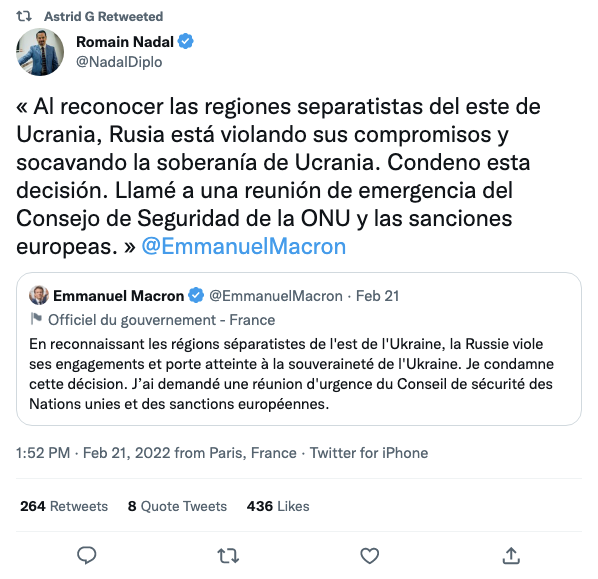 Astrid G Retweeted
Romain Nadal
@NadalDiplo
« Al reconocer las regiones separatistas del este de
Ucrania, Rusia está violando sus compromisos y
socavando la soberanía de Ucrania. Condeno esta
decisión. Llamé a una reunión de emergencia del
Consejo de Seguridad de la ONU y las sanciones
europeas. » @EmmanuelMacron
Emmanuel Macron @EmmanuelMacron · Feb 21
Officiel du gouvernement - France
En reconnaissant les régions séparatistes de l'est de l'Ukraine, la Russie viole
ses engagements et porte atteinte à la souveraineté de l'Ukraine. Je condamne
cette décision. J’ai demandé une réunion d'urgence du Conseil de sécurité des
Nations unies et des sanctions européennes.
1:52 PM · Feb 21, 2022 from Paris, France · Twitter for iPhone
264 Retweets 8 Quote Tweets 436 Likes